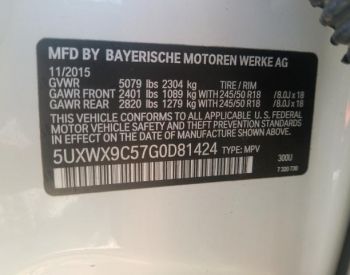 MFD BY BAYERISCHE MOTOREN WERKE AG
11/2015
GVWR 5079 lbs 2304 kg TIRE / RIM
GAWR FRONT 2401 lbs 1089 kg WITH 245/50 R18 / 8.0J x 18
GAWR REAR 2820 lbs 1279 kg WITH 245/50 R18 / 8.0J x 18
THIS VEHICLE CONFORMS TO ALL APPLICABLE U.S. FEDERAL
MOTOR VEHICLE SAFETY STANDARDS
IN EFFECT ON THE DATE OF MANUFACTURE SHOWN ABOVE.
5UXWX9C57G0D81424 TYPE: MPV
300U